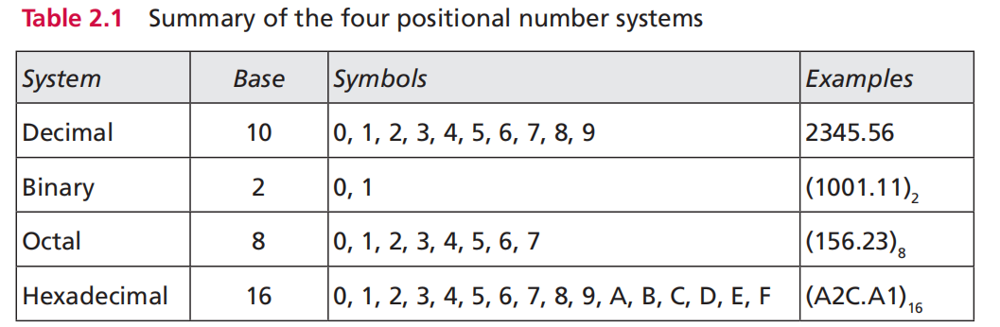 Table 2.1 Summary of the four positional number systems
System Base Symbols Examples
Decimal 10 0, 1, 2, 3, 4, 5, 6, 7, 8, 9 2345.56
Binary 2 0, 1 (1001.11)₂
Octal 8 0, 1, 2, 3, 4, 5, 6, 7 (156.23)₈
Hexadecimal 16 0, 1, 2, 3, 4, 5, 6, 7, 8, 9, A, B, C, D, E, F (A2C.A1)₁₆